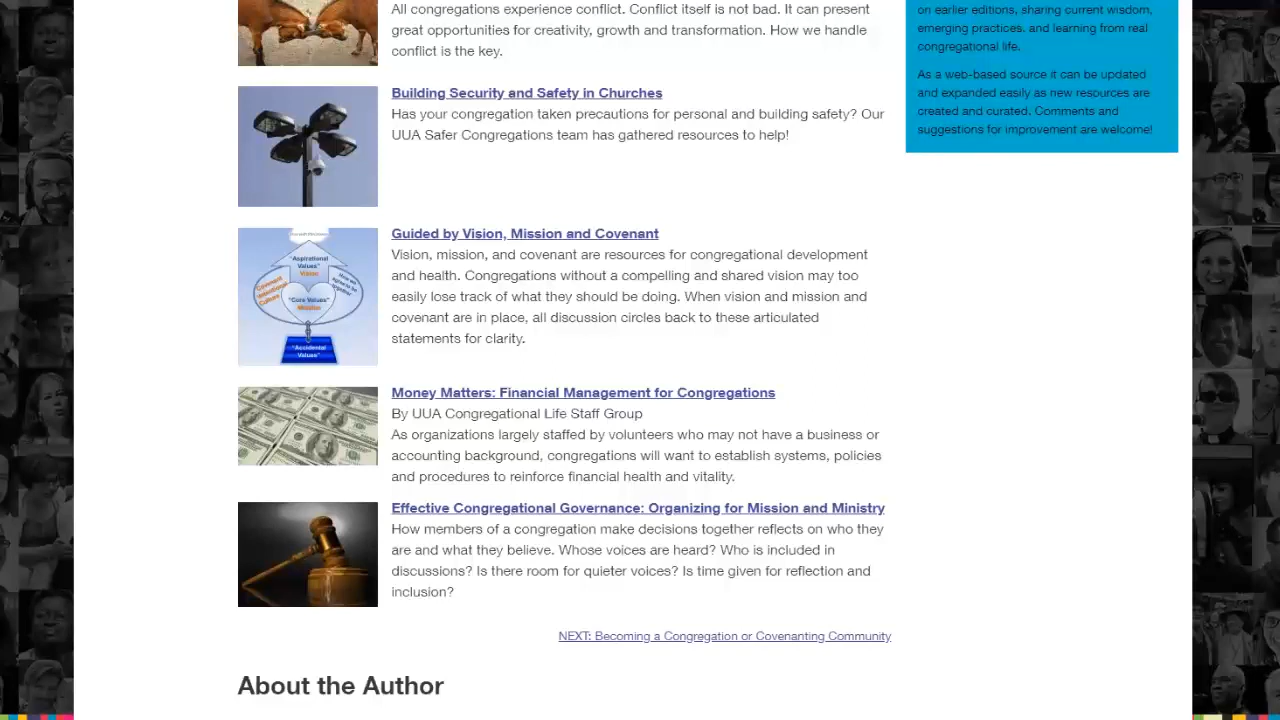 All congregations experience conflict. Conflict itself is not bad. It can present
great opportunities for creativity, growth and transformation. How we handle
conflict is the key.
Building Security and Safety in Churches
Has your congregation taken precautions for personal and building safety? Our
UUA Safer Congregations team has gathered resources to help!
"Aspirational
Values"
Vision
"Core Values"
Mission
"Accidental
Values"
Guided by Vision, Mission and Covenant
Vision, mission, and covenant are resources for congregational development
and health. Congregations without a compelling and shared vision may too
easily lose track of what they should be doing. When vision and mission and
covenant are in place, all discussion circles back to these articulated
statements for clarity.
Money Matters: Financial Management for Congregations
By UUA Congregational Life Staff Group
As organizations largely staffed by volunteers who may not have a business or
accounting background, congregations will want to establish systems, policies
and procedures to reinforce financial health and vitality.
Effective Congregational Governance: Organizing for Mission and Ministry
How members of a congregation make decisions together reflects on who they
are and what they believe. Whose voices are heard? Who is included in
discussions? Is there room for quieter voices? Is time given for reflection and
inclusion?
NEXT: Becoming a Congregation or Covenanting Community
About the Author
on earlier editions, sharing current wisdom,
emerging practices, and learning from real
congregational life.
As a web-based source it can be updated
and expanded easily as new resources are
created and curated. Comments and
suggestions for improvement are welcome!